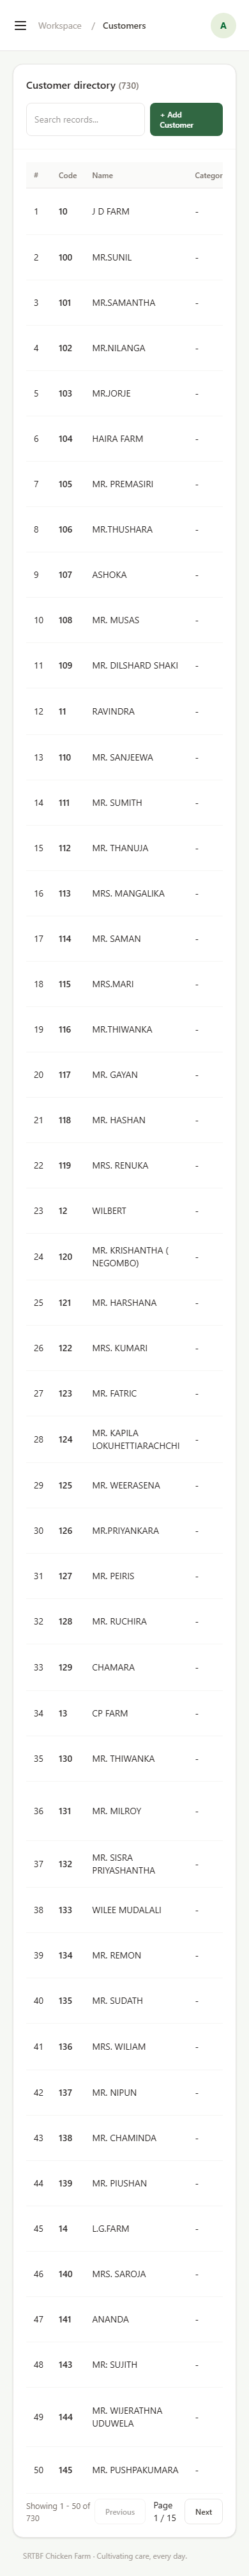 Workspace / Customers A
Customer directory (730)
Search records... + Add Customer
# Code Name Categor
1 10 J D FARM -
2 100 MR.SUNIL -
3 101 MR.SAMANTHA -
4 102 MR.NILANGA -
5 103 MR.JORJE -
6 104 HAIRA FARM -
7 105 MR. PREMASIRI -
8 106 MR.THUSHARA -
9 107 ASHOKA -
10 108 MR. MUSAS -
11 109 MR. DILSHARD SHAKI -
12 11 RAVINDRA -
13 110 MR. SANJEEWA -
14 111 MR. SUMITH -
15 112 MR. THANUJA -
16 113 MRS. MANGALIKA -
17 114 MR. SAMAN -
18 115 MRS.MARI -
19 116 MR.THIWANKA -
20 117 MR. GAYAN -
21 118 MR. HASHAN -
22 119 MRS. RENUKA -
23 12 WILBERT -
24 120 MR. KRISHANTHA ( NEGOMBO) -
25 121 MR. HARSHANA -
26 122 MRS. KUMARI -
27 123 MR. FATRIC -
28 124 MR. KAPILA LOKUHETTIARACHCHI -
29 125 MR. WEERASENA -
30 126 MR.PRIYANKARA -
31 127 MR. PEIRIS -
32 128 MR. RUCHIRA -
33 129 CHAMARA -
34 13 CP FARM -
35 130 MR. THIWANKA -
36 131 MR. MILROY -
37 132 MR. SISRA PRIYASHANTHA -
38 133 WILEE MUDALALI -
39 134 MR. REMON -
40 135 MR. SUDATH -
41 136 MRS. WILIAM -
42 137 MR. NIPUN -
43 138 MR. CHAMINDA -
44 139 MR. PIUSHAN -
45 14 L.G.FARM -
46 140 MRS. SAROJA -
47 141 ANANDA -
48 143 MR: SUJITH -
49 144 MR. WIJERATHNA UDUWELA -
50 145 MR. PUSHPAKUMARA -
Showing 1 - 50 of 730 Previous Page 1 / 15 Next
SRTBF Chicken Farm · Cultivating care, every day.